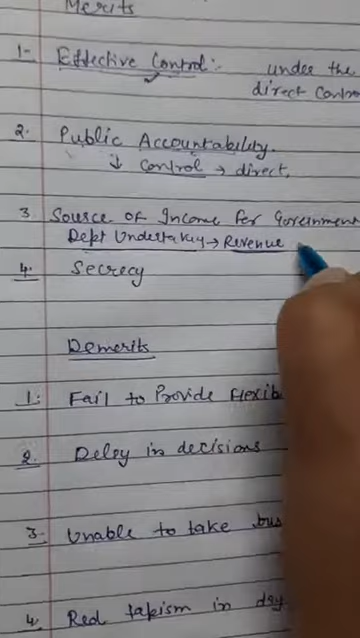 Merits
1- Effective Control:- under the
direct Contro
2. Public Accountability.
↓ Control → direct.
3 Source of Income for Governmen
Dept Undertaky → Revenue
4. Secrecy
Demerits
1. Fail to Provide Flexib
2. Delay in decisions
3- Unable to take bus
4. Red tapism in day